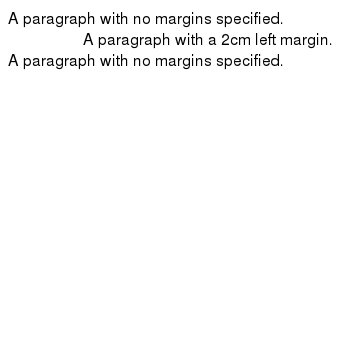 A paragraph with no margins specified.
A paragraph with a 2cm left margin.
A paragraph with no margins specified.